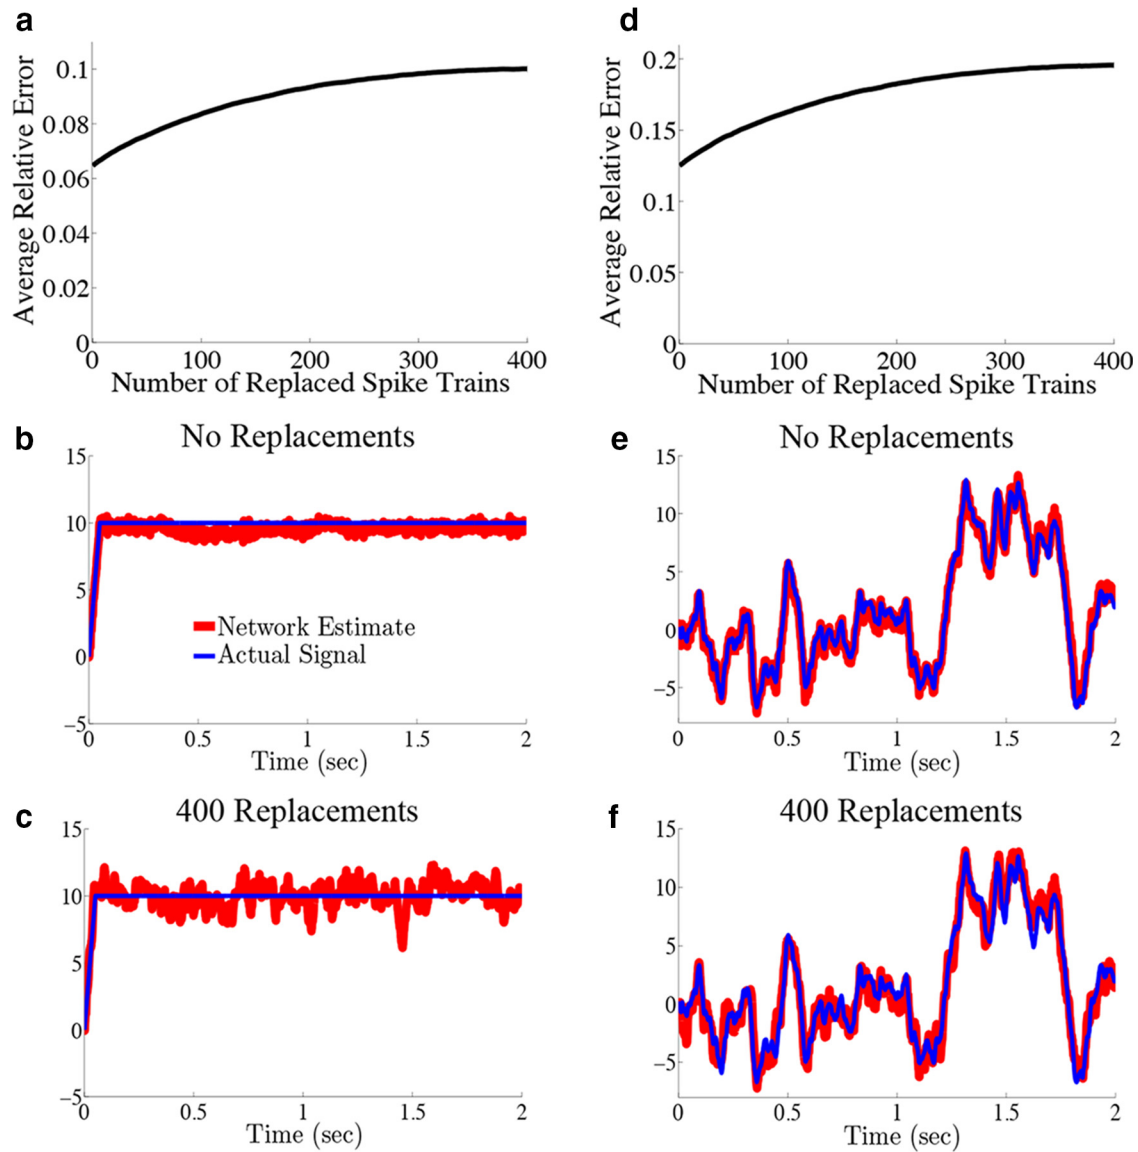 a
Average Relative Error
0.1
0.08
0.06
0.04
0.02
0
0 100 200 300 400
Number of Replaced Spike Trains
d
Average Relative Error
0.2
0.15
0.1
0.05
0
0 100 200 300 400
Number of Replaced Spike Trains
b
No Replacements
15
10
5
0
−5
Network Estimate
Actual Signal
0 0.5 1 1.5 2
Time (sec)
e
No Replacements
15
10
5
0
−5
0 0.5 1 1.5 2
Time (sec)
c
400 Replacements
15
10
5
0
−5
0 0.5 1 1.5 2
Time (sec)
f
400 Replacements
15
10
5
0
−5
0 0.5 1 1.5 2
Time (sec)